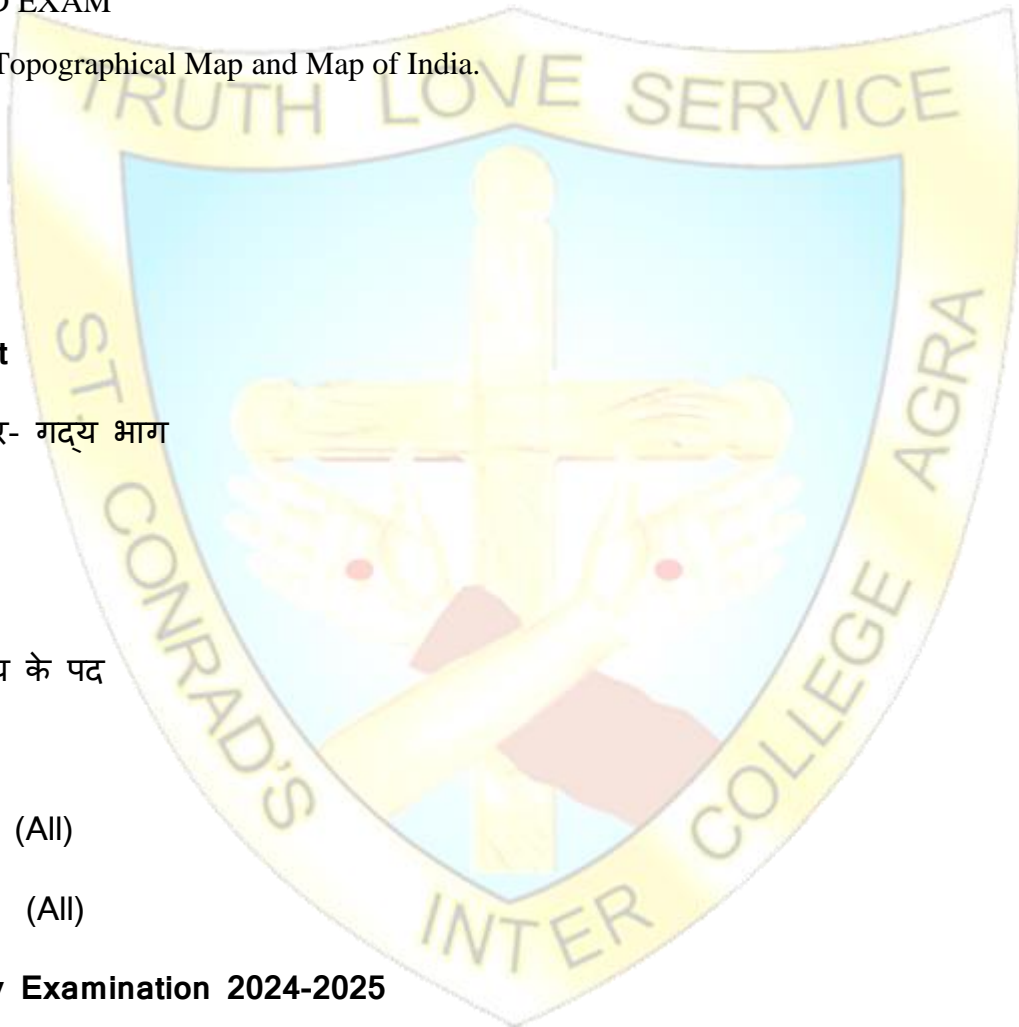 EXAM
Topographical Map and Map of India.
TRUTH LOVE SERVICE
ST. CONRAD'S INTER COLLEGE AGRA
गद्य भाग
के पद
(All)
(All)
Examination 2024-2025